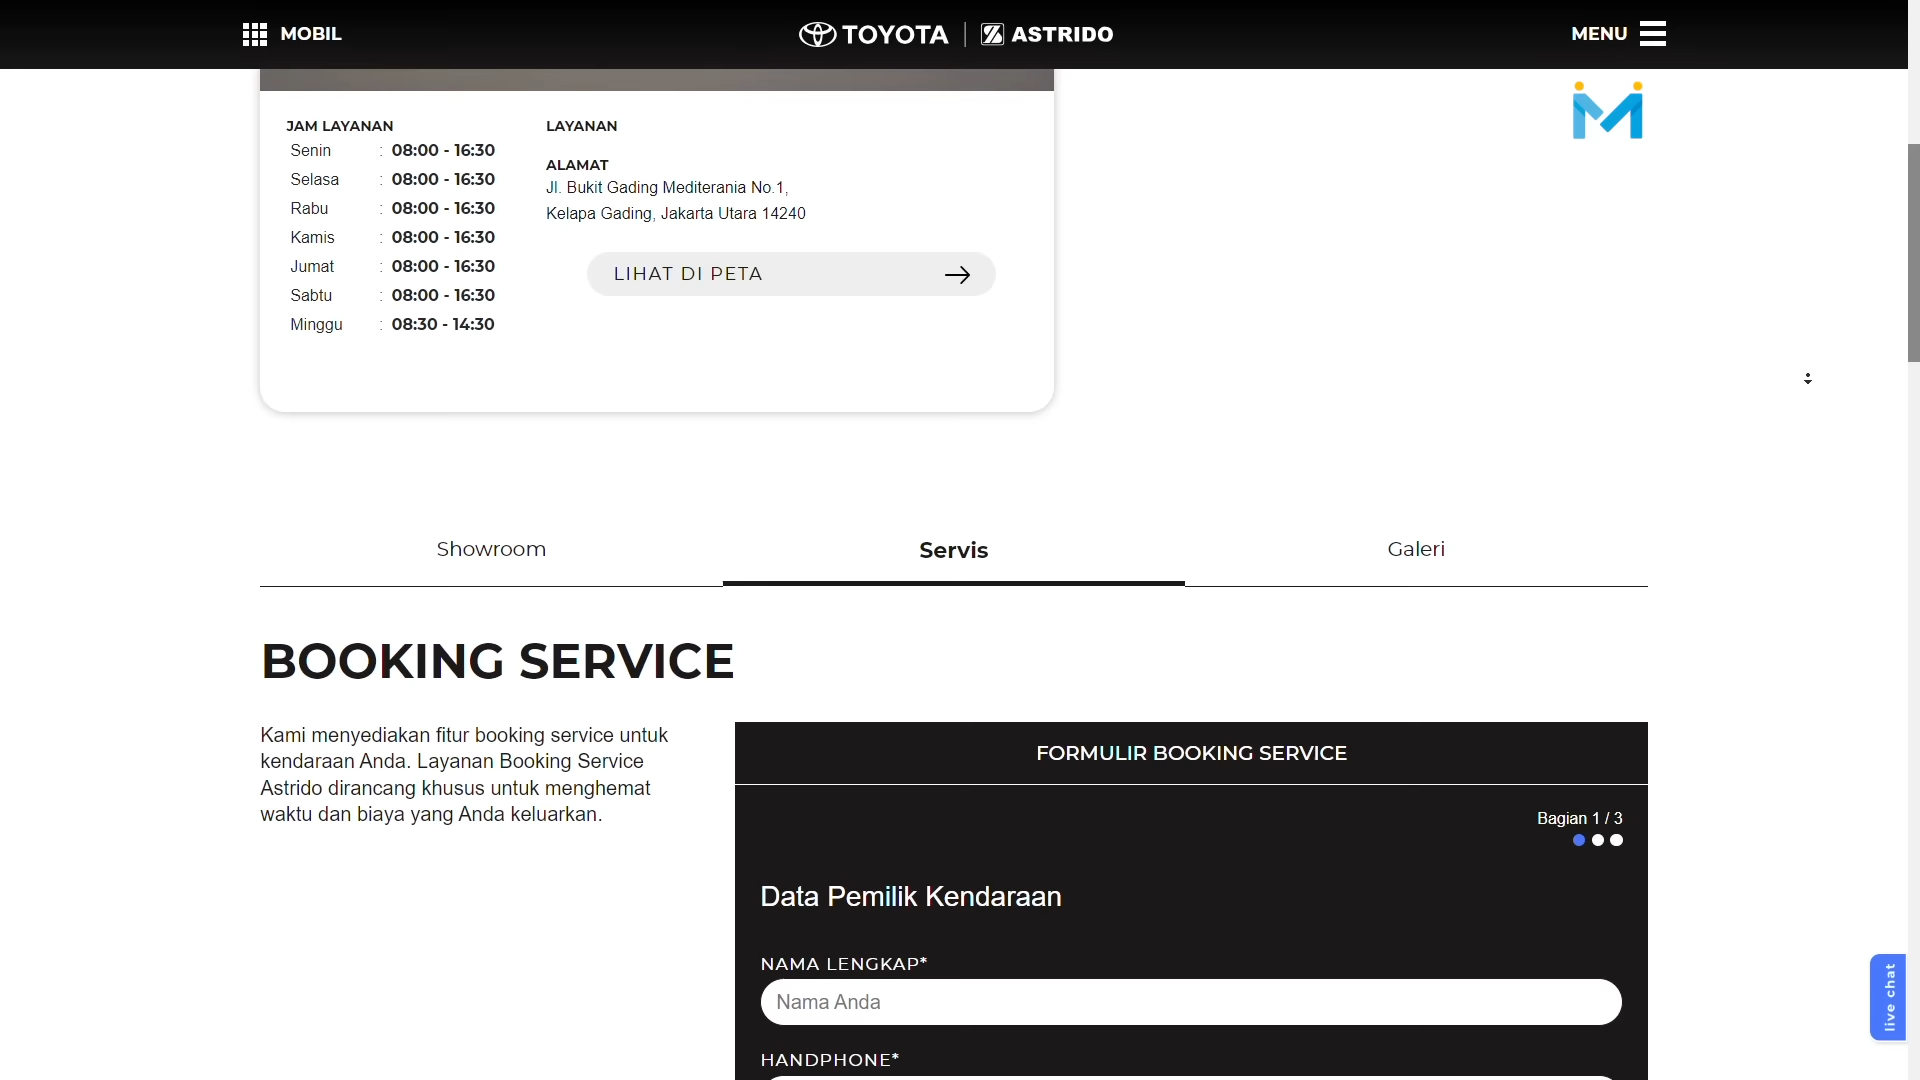 MOBIL
TOYOTA
ASTRIDO
MENU
JAM LAYANAN
Senin : 08:00 - 16:30
Selasa : 08:00 - 16:30
Rabu : 08:00 - 16:30
Kamis : 08:00 - 16:30
Jumat : 08:00 - 16:30
Sabtu : 08:00 - 16:30
Minggu : 08:30 - 14:30
LAYANAN
ALAMAT
Jl. Bukit Gading Mediterania No.1,
Kelapa Gading, Jakarta Utara 14240
LIHAT DI PETA
Showroom
Servis
Galeri
BOOKING SERVICE
Kami menyediakan fitur booking service untuk
kendaraan Anda. Layanan Booking Service
Astrido dirancang khusus untuk menghemat
waktu dan biaya yang Anda keluarkan.
FORMULIR BOOKING SERVICE
Bagian 1 / 3
Data Pemilik Kendaraan
NAMA LENGKAP*
Nama Anda
HANDPHONE*
live chat